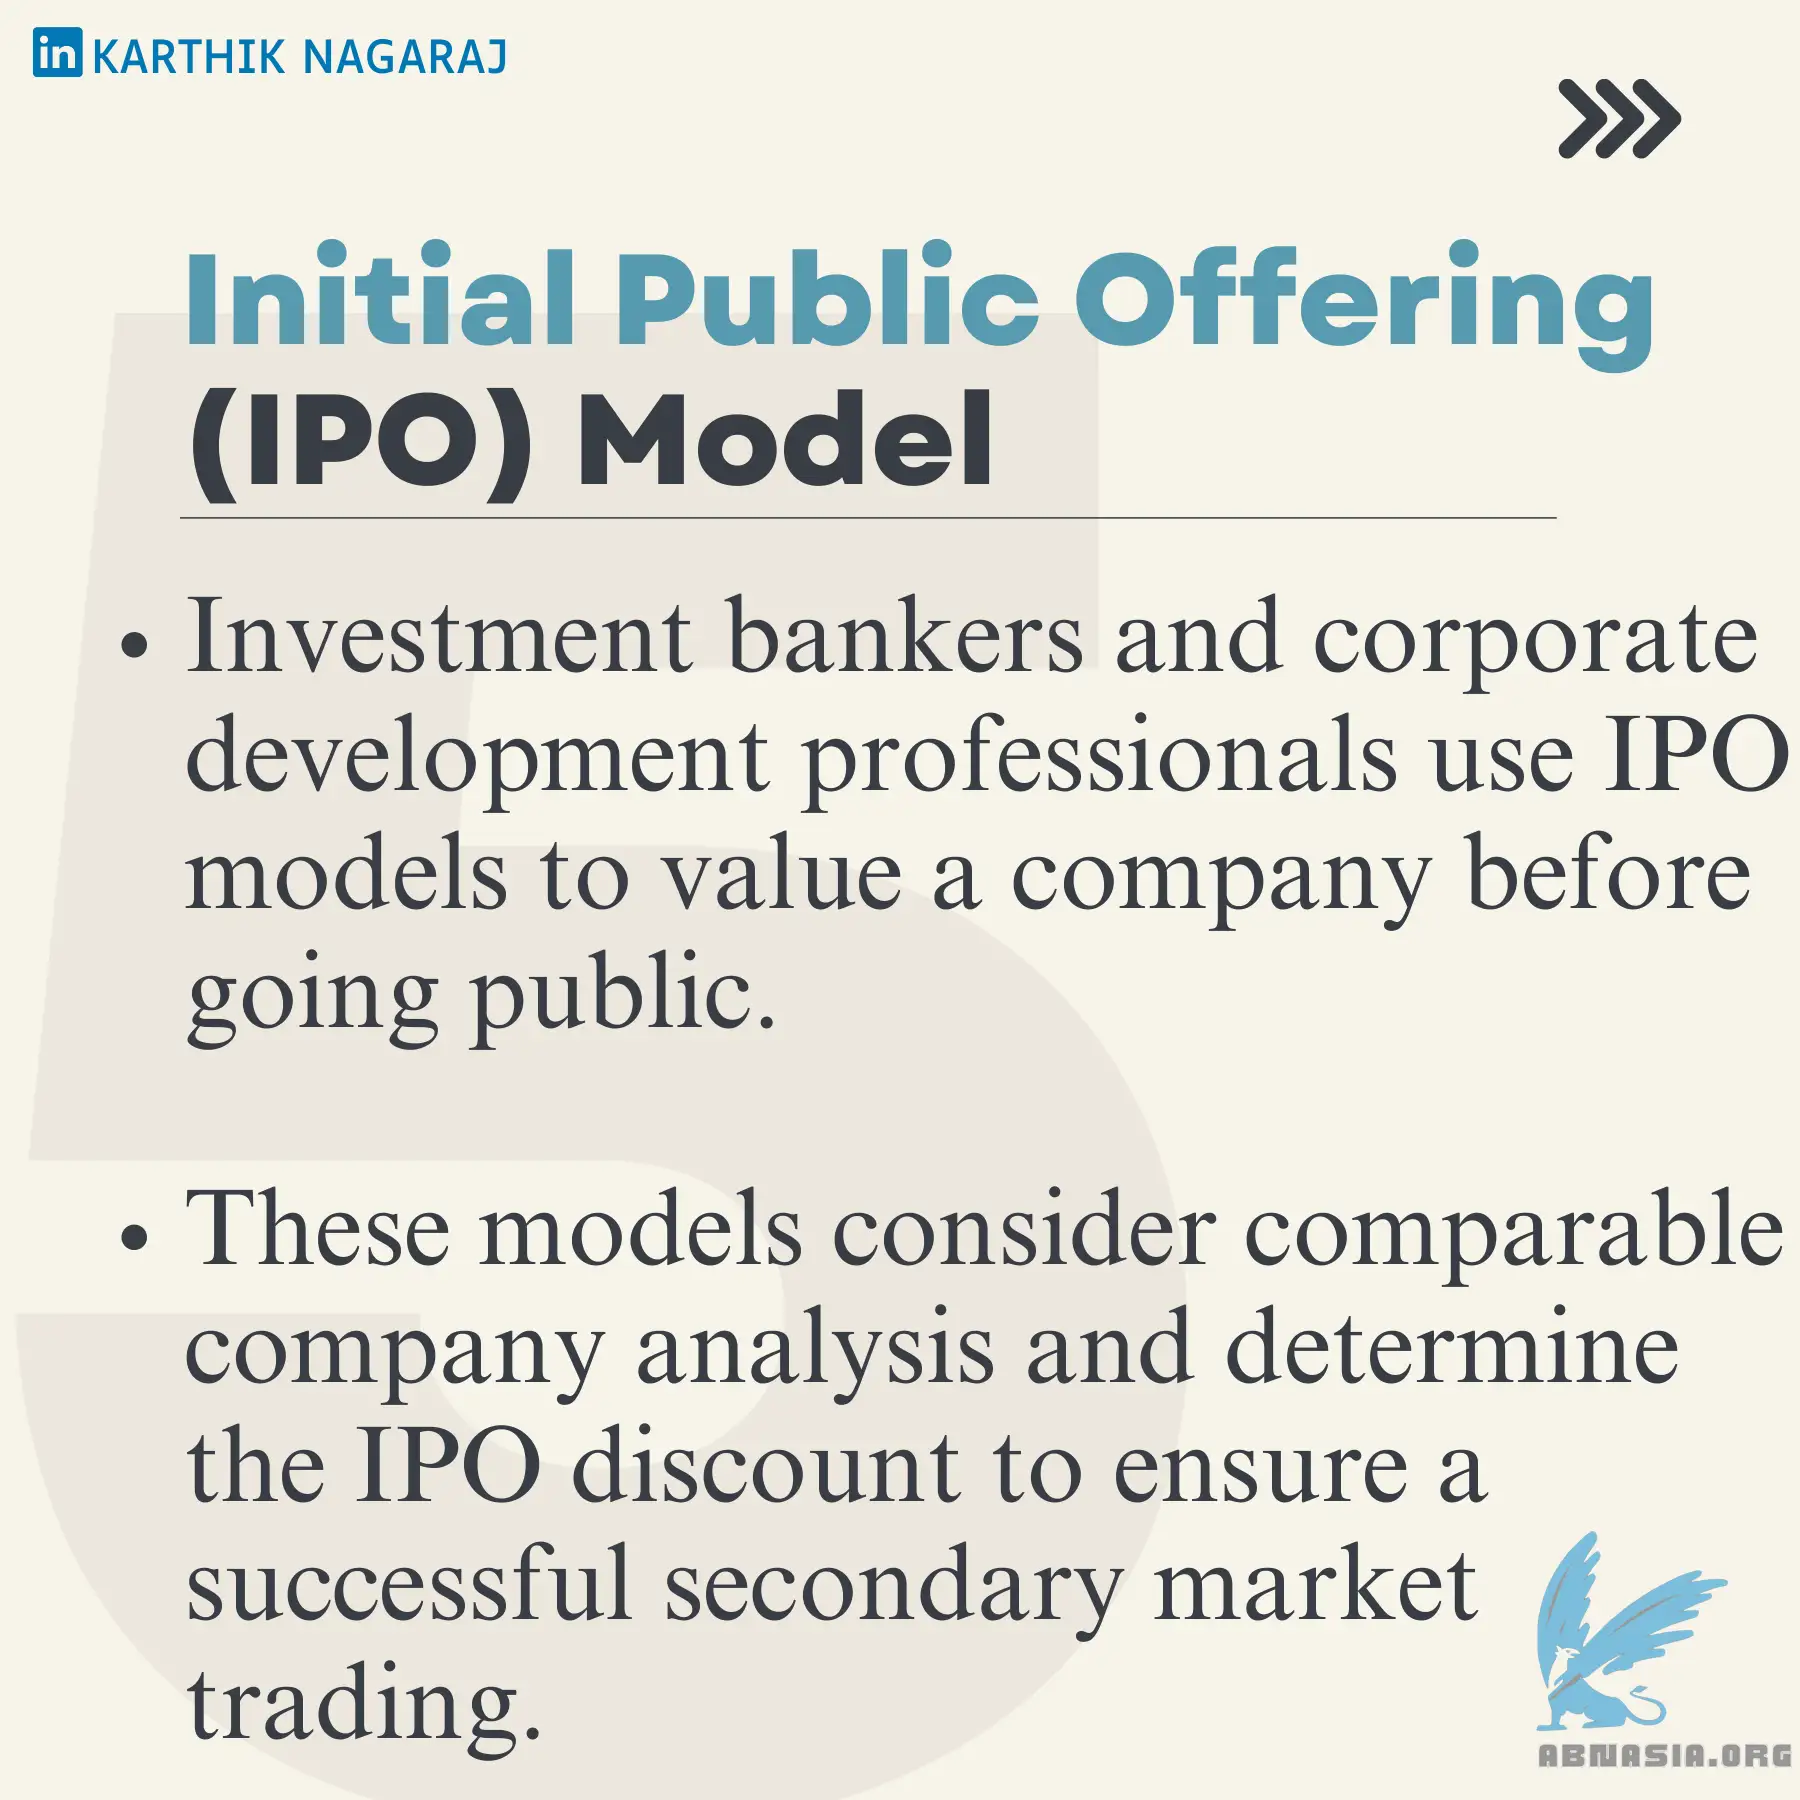 in KARTHIK NAGARAJ
Initial Public Offering
(IPO) Model
• Investment bankers and corporate
development professionals use IPO
models to value a company before
going public.
• These models consider comparable
company analysis and determine
the IPO discount to ensure a
successful secondary market
trading.
5
ABNASIA.ORG